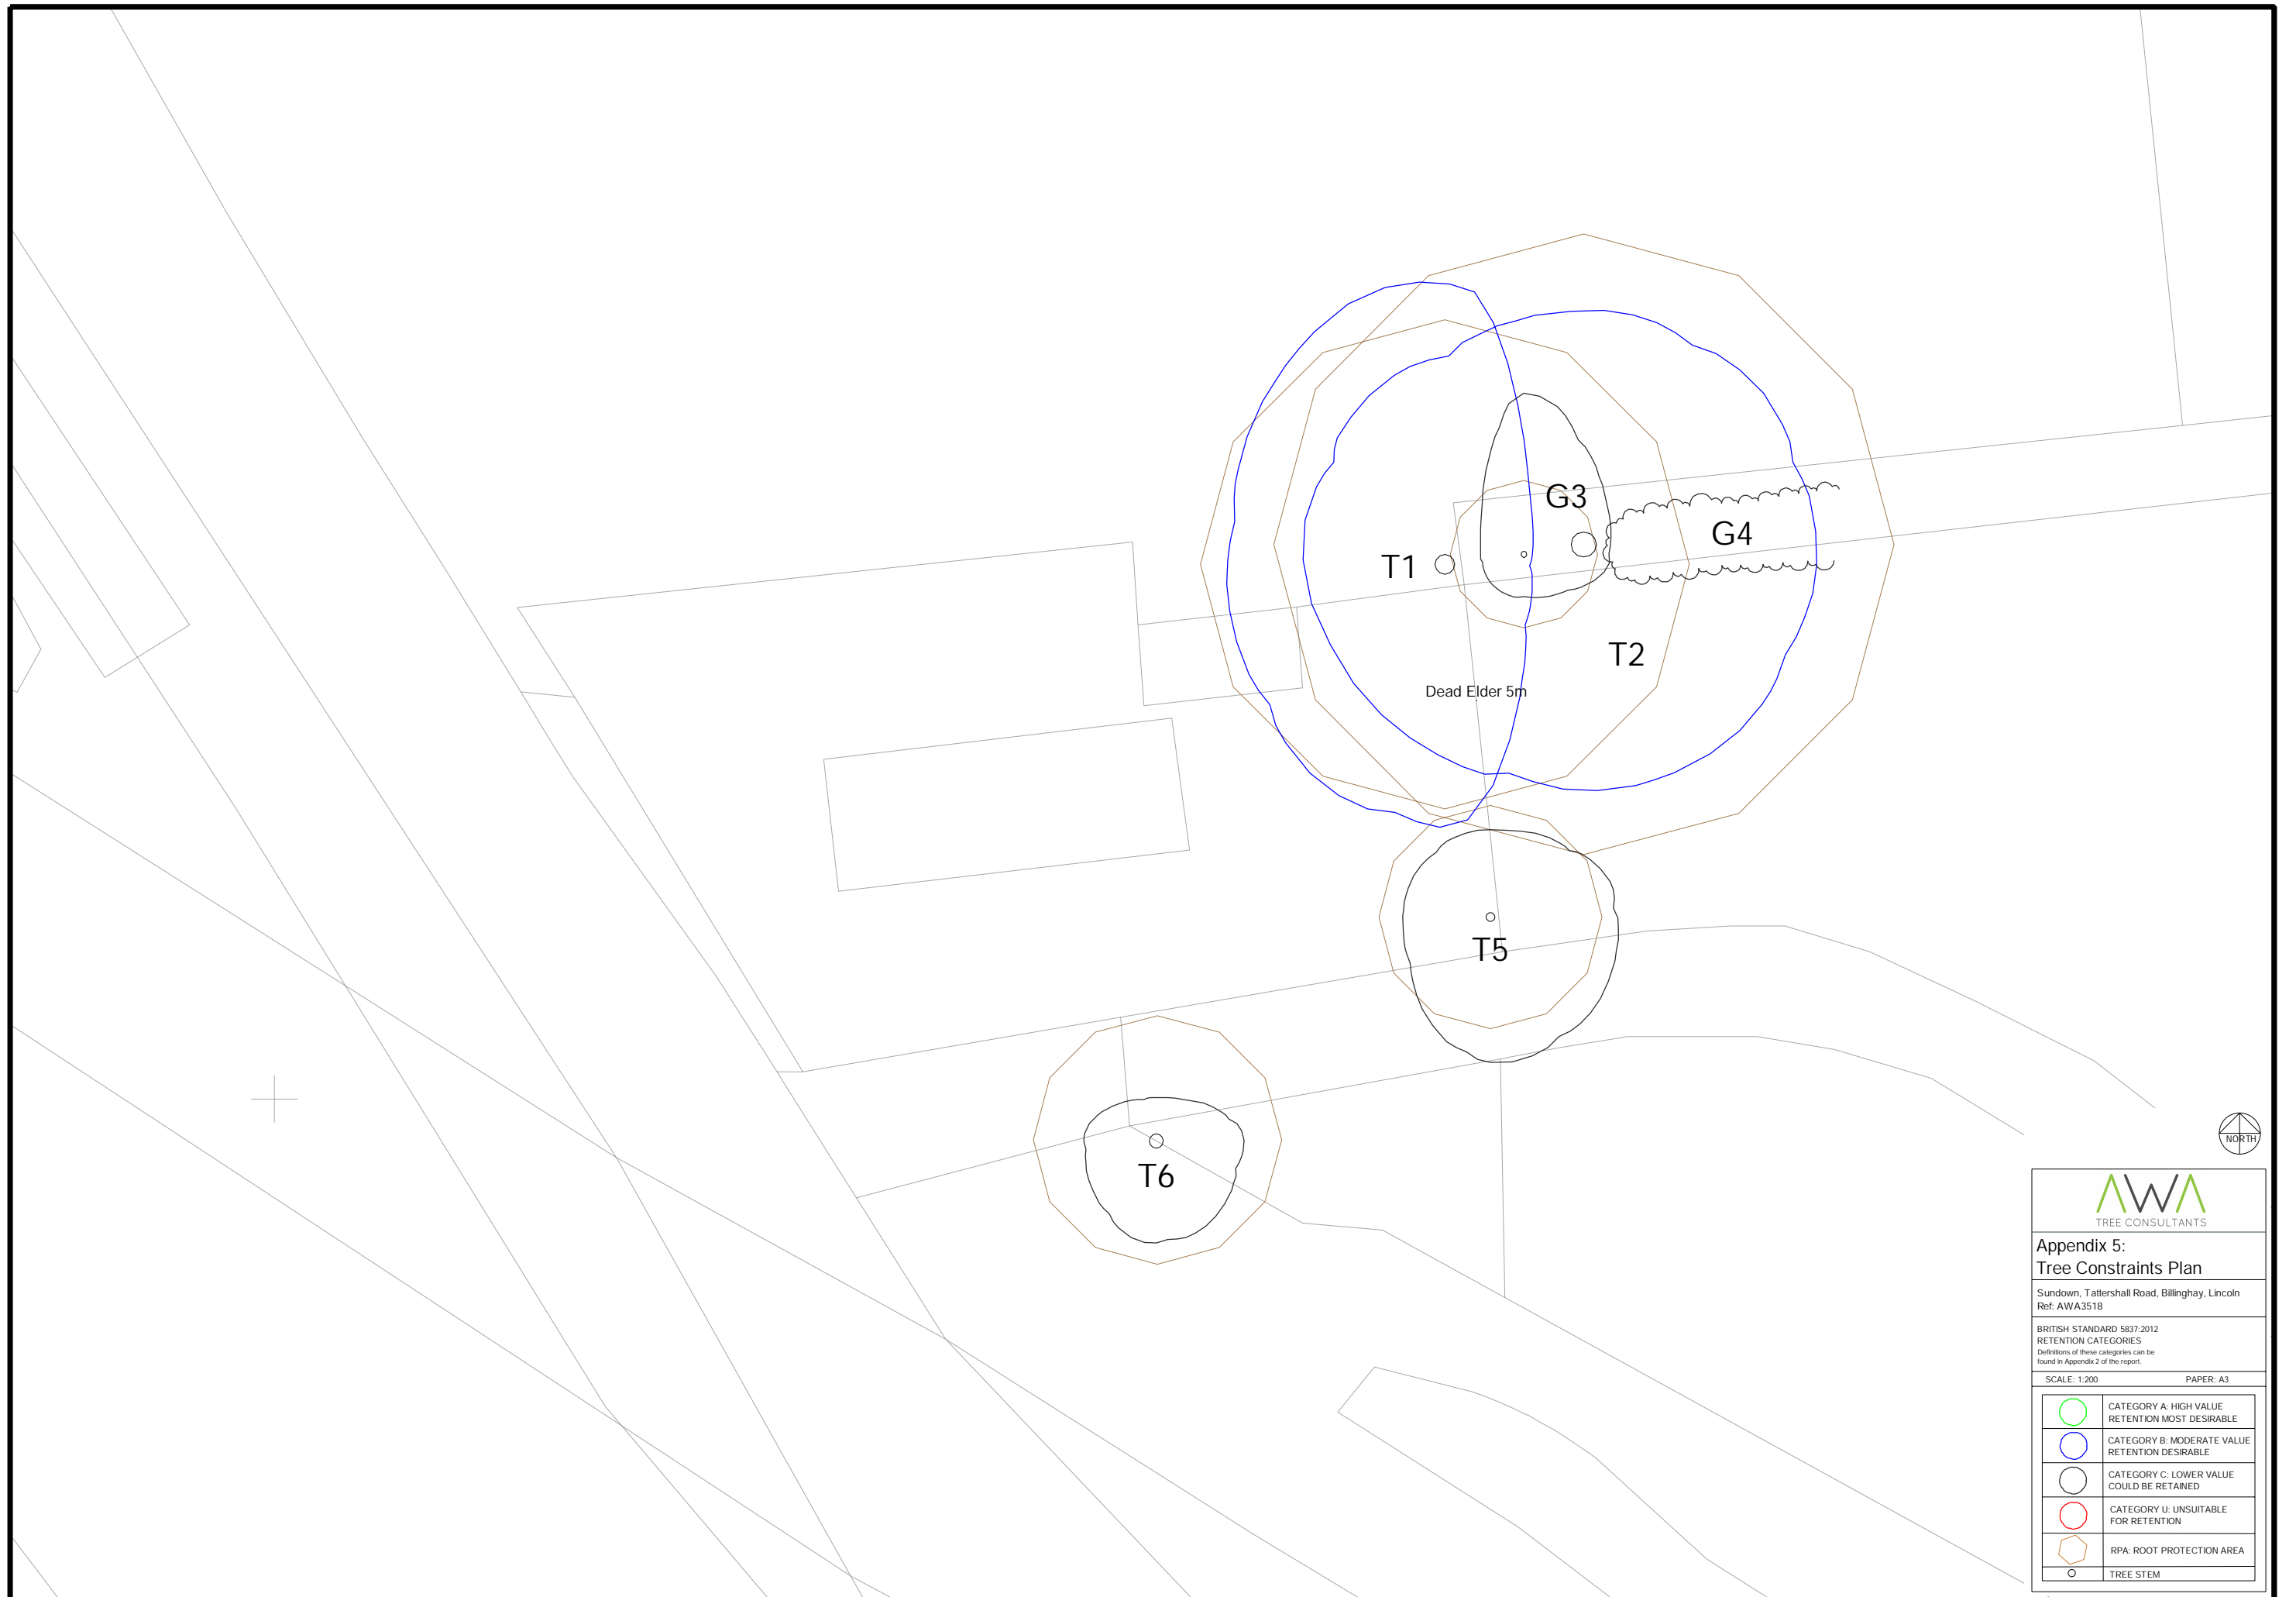 G3
G4
T1
T2
Dead Elder 5m
T5
T6
NORTH
AWA
TREE CONSULTANTS
Appendix 5:
Tree Constraints Plan
Sundown, Tattershall Road, Billinghay, Lincoln
Ref: AWA3518
BRITISH STANDARD 5837:2012
RETENTION CATEGORIES
Definitions of these categories can be
found in Appendix 2 of the report.
SCALE: 1:200 PAPER: A3
CATEGORY A: HIGH VALUE
RETENTION MOST DESIRABLE
CATEGORY B: MODERATE VALUE
RETENTION DESIRABLE
CATEGORY C: LOWER VALUE
COULD BE RETAINED
CATEGORY U: UNSUITABLE
FOR RETENTION
RPA: ROOT PROTECTION AREA
TREE STEM